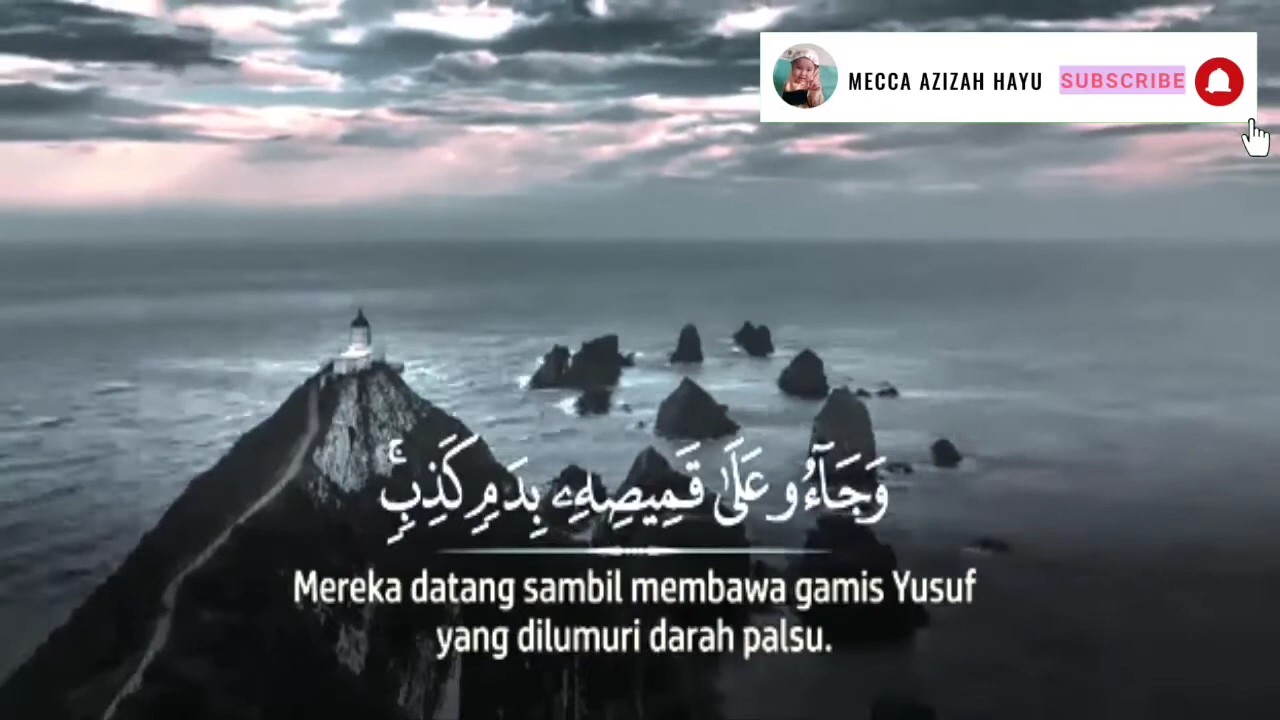 MECCA AZIZAH HAYU SUBSCRIBE
وَجَآءُو عَلَىٰ قَمِيصِهِۦ بِدَمٍ كَذِبٍۚ
Mereka datang sambil membawa gamis Yusuf
yang dilumuri darah palsu.